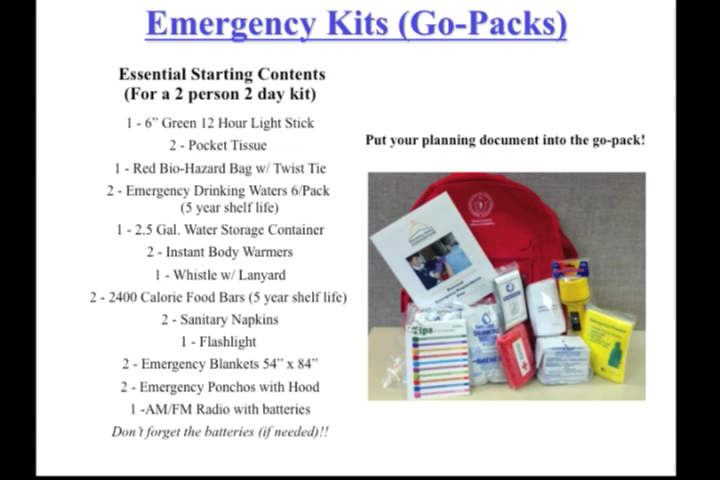 Emergency Kits (Go-Packs)
Essential Starting Contents
(For a 2 person 2 day kit)
1 - 6” Green 12 Hour Light Stick
2 - Pocket Tissue
1 - Red Bio-Hazard Bag w/ Twist Tie
2 - Emergency Drinking Waters 6/Pack
(5 year shelf life)
1 - 2.5 Gal. Water Storage Container
2 - Instant Body Warmers
1 - Whistle w/ Lanyard
2 - 2400 Calorie Food Bars (5 year shelf life)
2 - Sanitary Napkins
1 - Flashlight
2 - Emergency Blankets 54” x 84”
2 - Emergency Ponchos with Hood
1 -AM/FM Radio with batteries
Don’t forget the batteries (if needed)!!
Put your planning document into the go-pack!
Tips